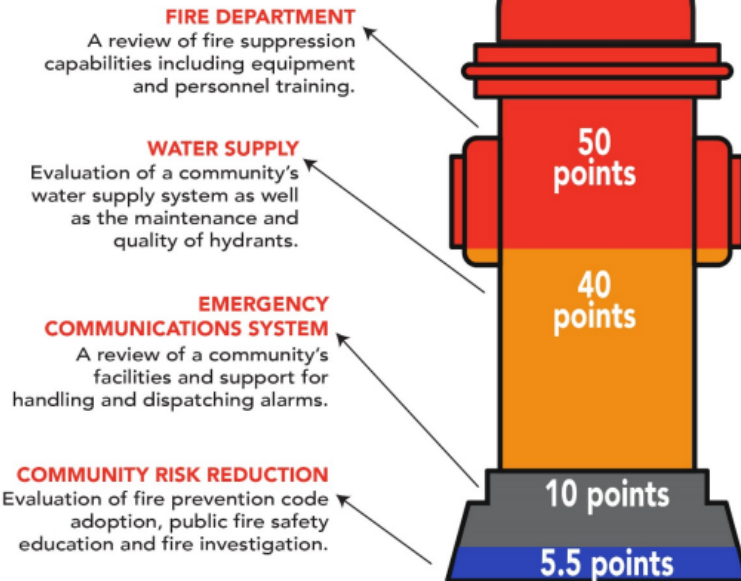 FIRE DEPARTMENT
A review of fire suppression
capabilities including equipment
and personnel training.
50
points
WATER SUPPLY
Evaluation of a community's
water supply system as well
as the maintenance and
quality of hydrants.
40
points
EMERGENCY
COMMUNICATIONS SYSTEM
A review of a community's
facilities and support for
handling and dispatching alarms.
10 points
COMMUNITY RISK REDUCTION
Evaluation of fire prevention code
adoption, public fire safety
education and fire investigation.
5.5 points